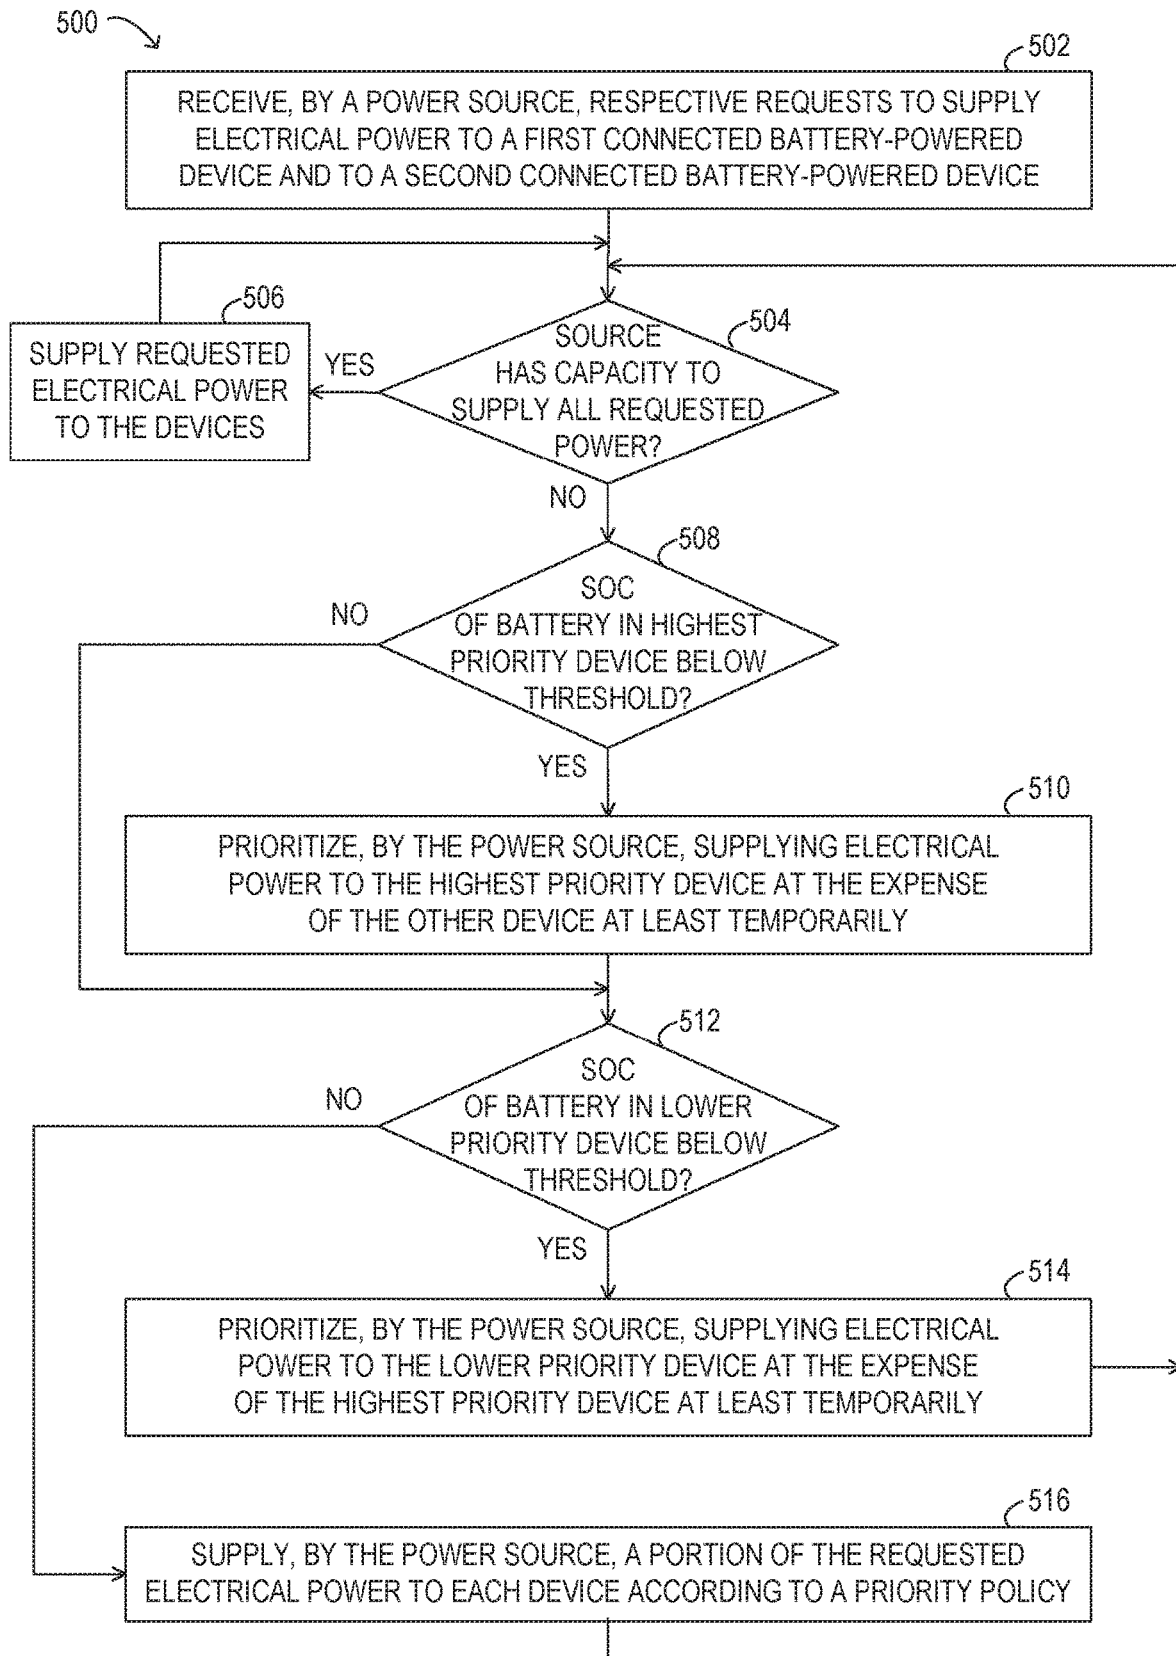 500
502
RECEIVE, BY A POWER SOURCE, RESPECTIVE REQUESTS TO SUPPLY
ELECTRICAL POWER TO A FIRST CONNECTED BATTERY-POWERED
DEVICE AND TO A SECOND CONNECTED BATTERY-POWERED DEVICE
506
SUPPLY REQUESTED
ELECTRICAL POWER
TO THE DEVICES
YES
504
SOURCE
HAS CAPACITY TO
SUPPLY ALL REQUESTED
POWER?
NO
508
SOC
OF BATTERY IN HIGHEST
PRIORITY DEVICE BELOW
THRESHOLD?
NO
YES
510
PRIORITIZE, BY THE POWER SOURCE, SUPPLYING ELECTRICAL
POWER TO THE HIGHEST PRIORITY DEVICE AT THE EXPENSE
OF THE OTHER DEVICE AT LEAST TEMPORARILY
512
SOC
OF BATTERY IN LOWER
PRIORITY DEVICE BELOW
THRESHOLD?
NO
YES
514
PRIORITIZE, BY THE POWER SOURCE, SUPPLYING ELECTRICAL
POWER TO THE LOWER PRIORITY DEVICE AT THE EXPENSE
OF THE HIGHEST PRIORITY DEVICE AT LEAST TEMPORARILY
516
SUPPLY, BY THE POWER SOURCE, A PORTION OF THE REQUESTED
ELECTRICAL POWER TO EACH DEVICE ACCORDING TO A PRIORITY POLICY